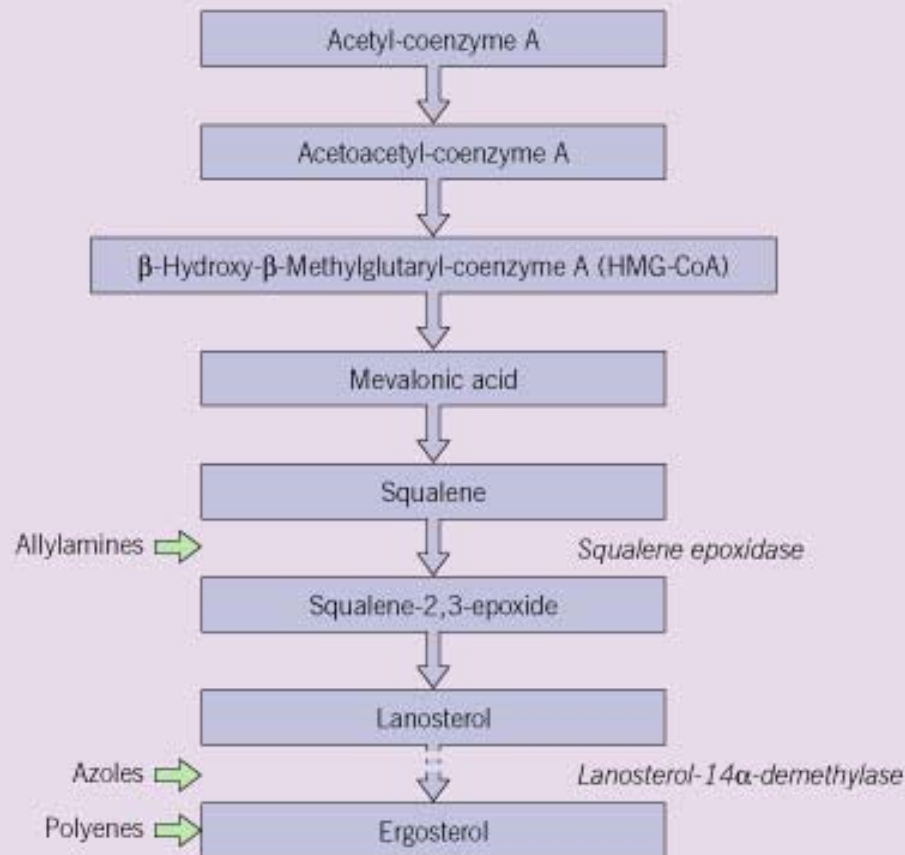 Acetyl-coenzyme A
Acetoacetyl-coenzyme A
β-Hydroxy-β-Methylglutaryl-coenzyme A (HMG-CoA)
Mevalonic acid
Squalene
Allylamines
Squalene epoxidase
Squalene-2,3-epoxide
Lanosterol
Azoles
Lanosterol-14α-demethylase
Polyenes
Ergosterol